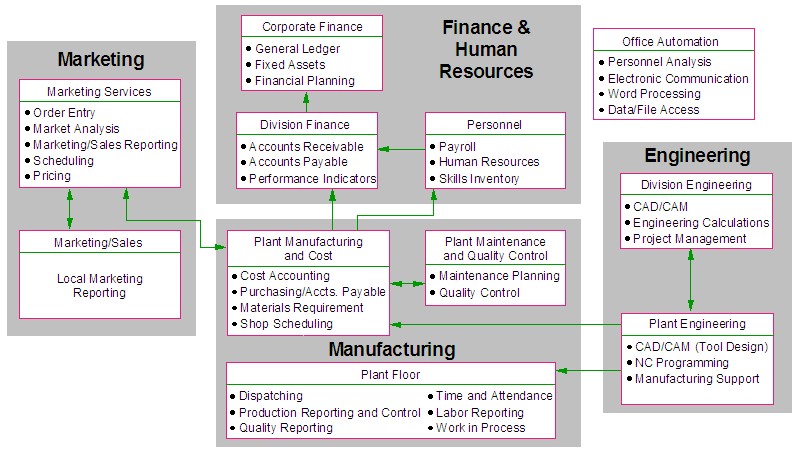 Marketing
Marketing Services
Order Entry
Market Analysis
Marketing/Sales Reporting
Scheduling
Pricing
Marketing/Sales
Local Marketing
Reporting
Finance &
Human
Resources
Corporate Finance
General Ledger
Fixed Assets
Financial Planning
Division Finance
Accounts Receivable
Accounts Payable
Performance Indicators
Personnel
Payroll
Human Resources
Skills Inventory
Office Automation
Personnel Analysis
Electronic Communication
Word Processing
Data/File Access
Engineering
Division Engineering
CAD/CAM
Engineering Calculations
Project Management
Plant Engineering
CAD/CAM (Tool Design)
NC Programming
Manufacturing Support
Plant Manufacturing
and Cost
Cost Accounting
Purchasing/Accts. Payable
Materials Requirement
Shop Scheduling
Plant Maintenance
and Quality Control
Maintenance Planning
Quality Control
Manufacturing
Plant Floor
Dispatching
Production Reporting and Control
Quality Reporting
Time and Attendance
Labor Reporting
Work in Process